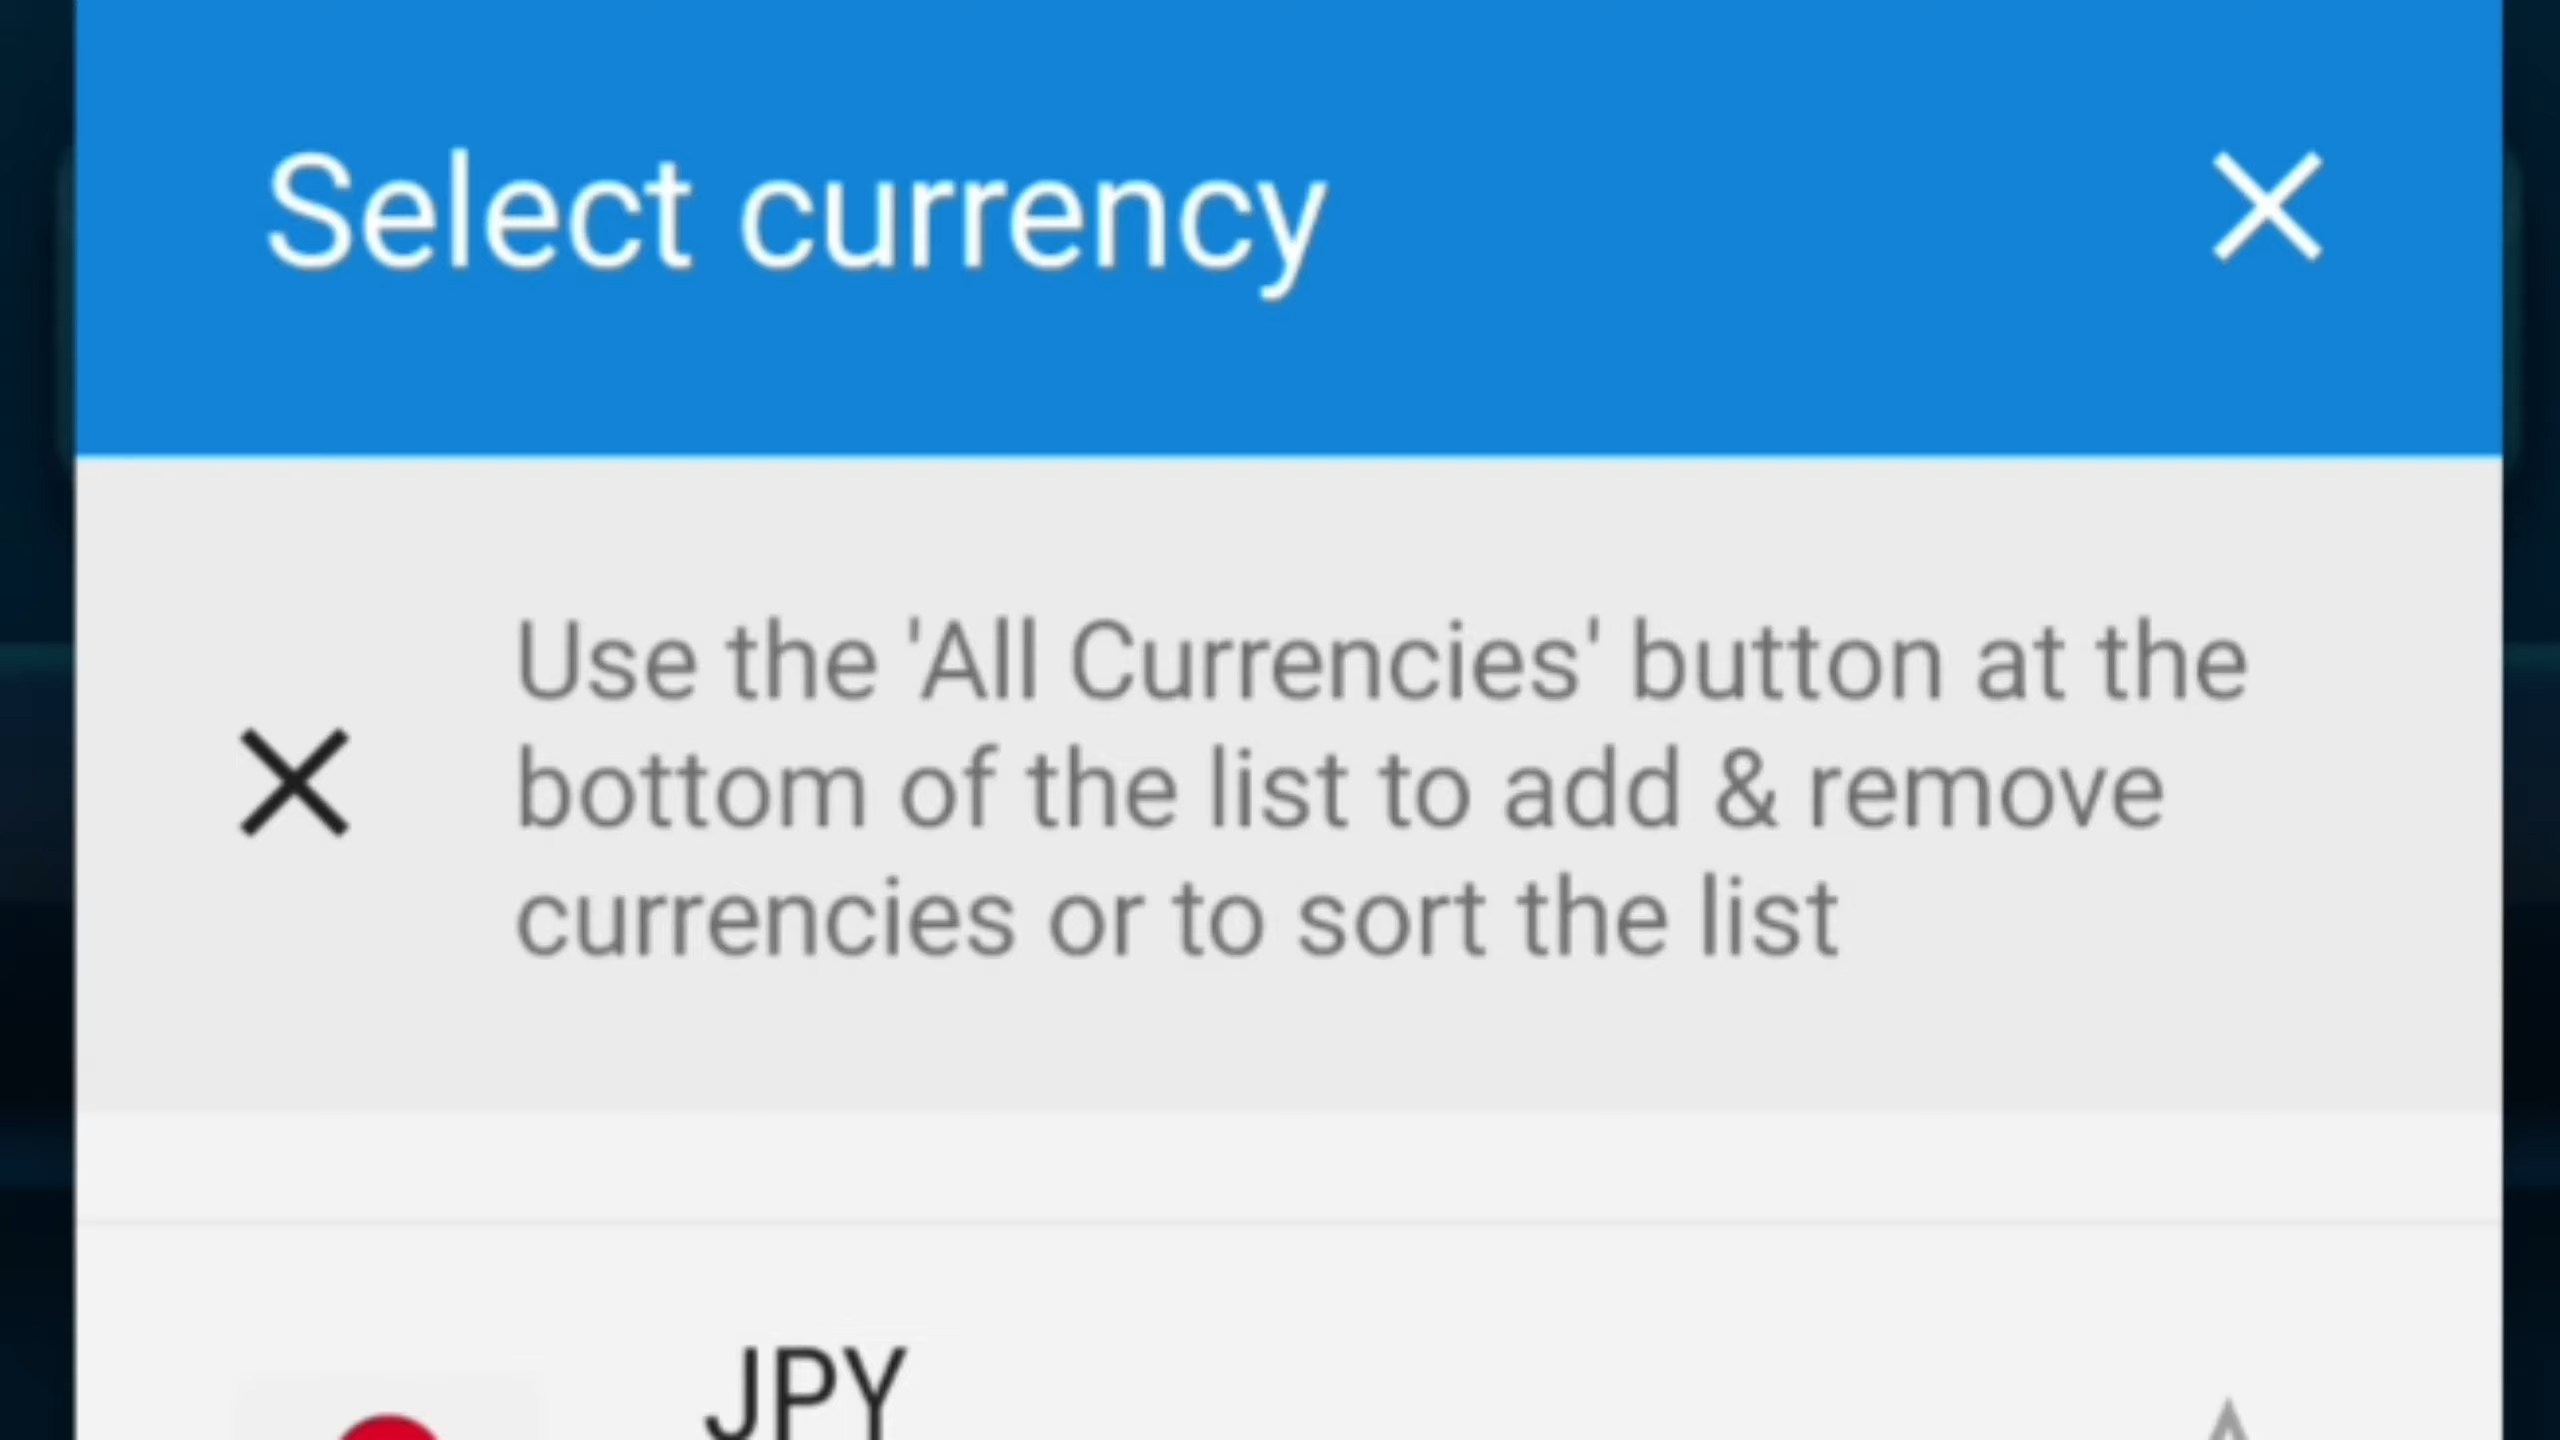 Select currency
Use the 'All Currencies' button at the
bottom of the list to add & remove
currencies or to sort the list
JPY